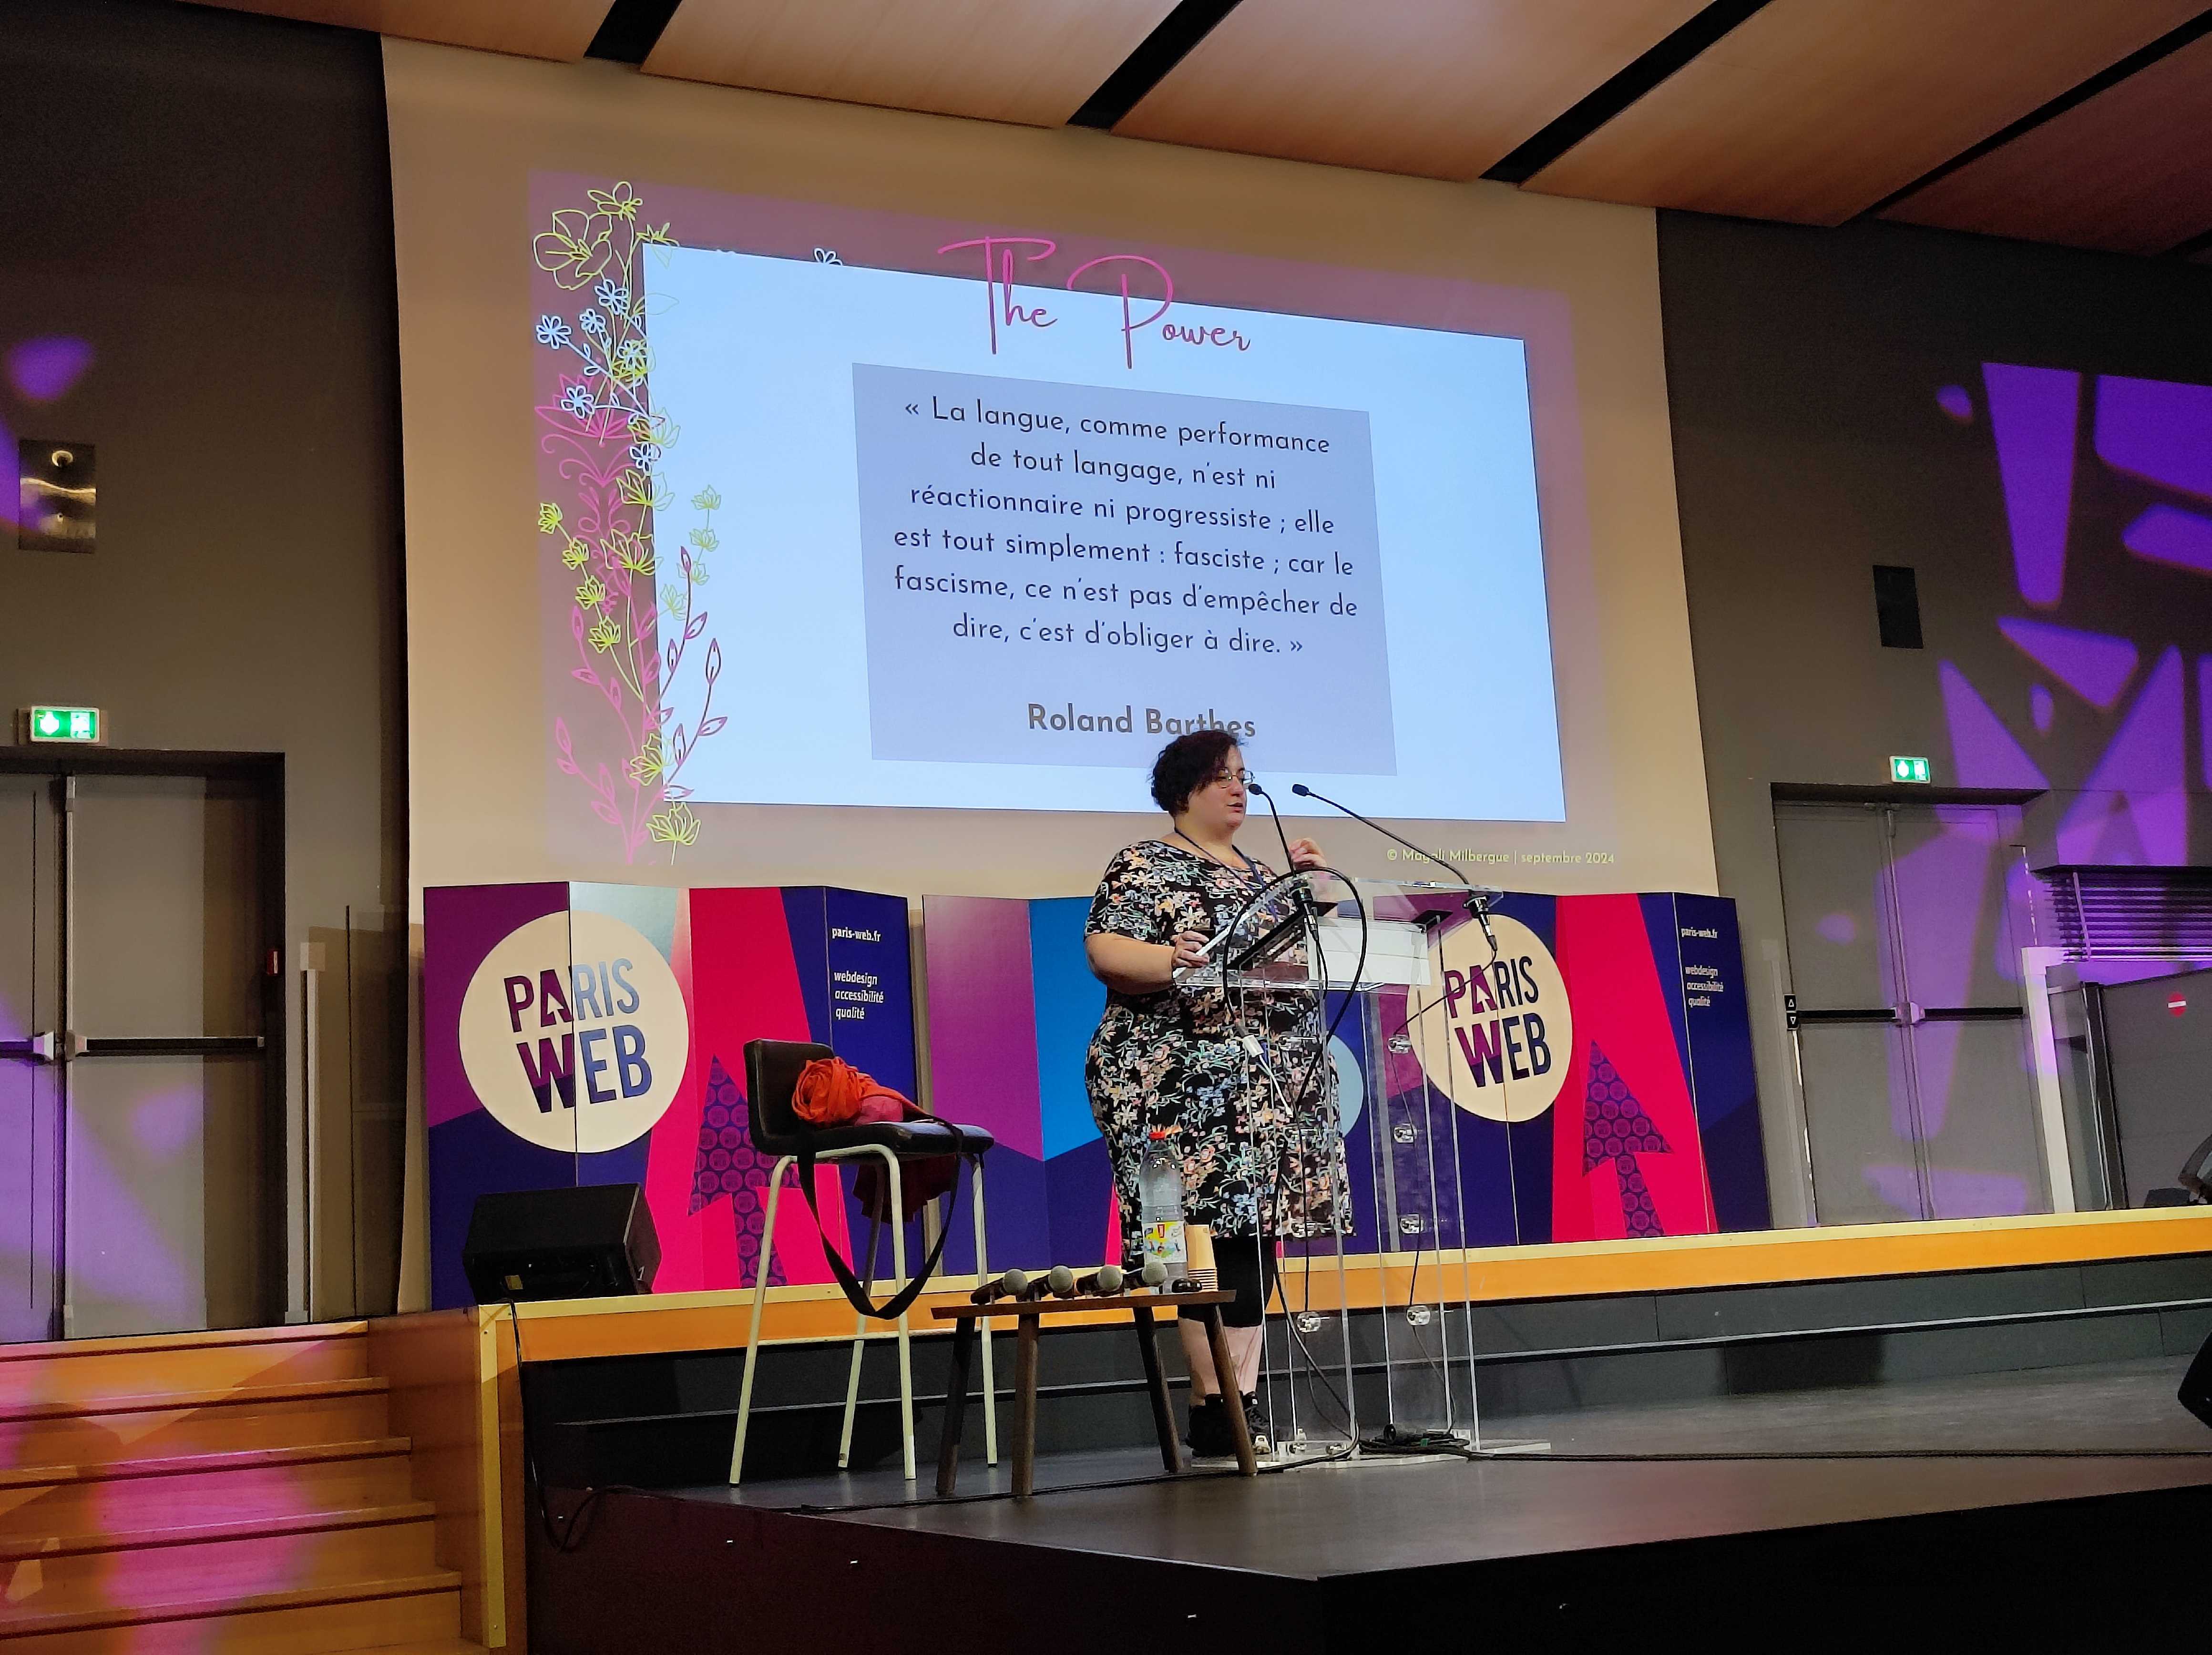 The Power
« La langue, comme performance
de tout langage, n'est ni
réactionnaire ni progressiste ; elle
est tout simplement : fasciste ; car le
fascisme, ce n'est pas d'empêcher de
dire, c'est d'obliger à dire. »
Roland Barthes
© Magali Milbergue | septembre 2024
PARIS
WEB
paris-web.fr
webdesign
accessibilité
qualité
PARIS
WEB
paris-web.fr
webdesign
accessibilité
qualité